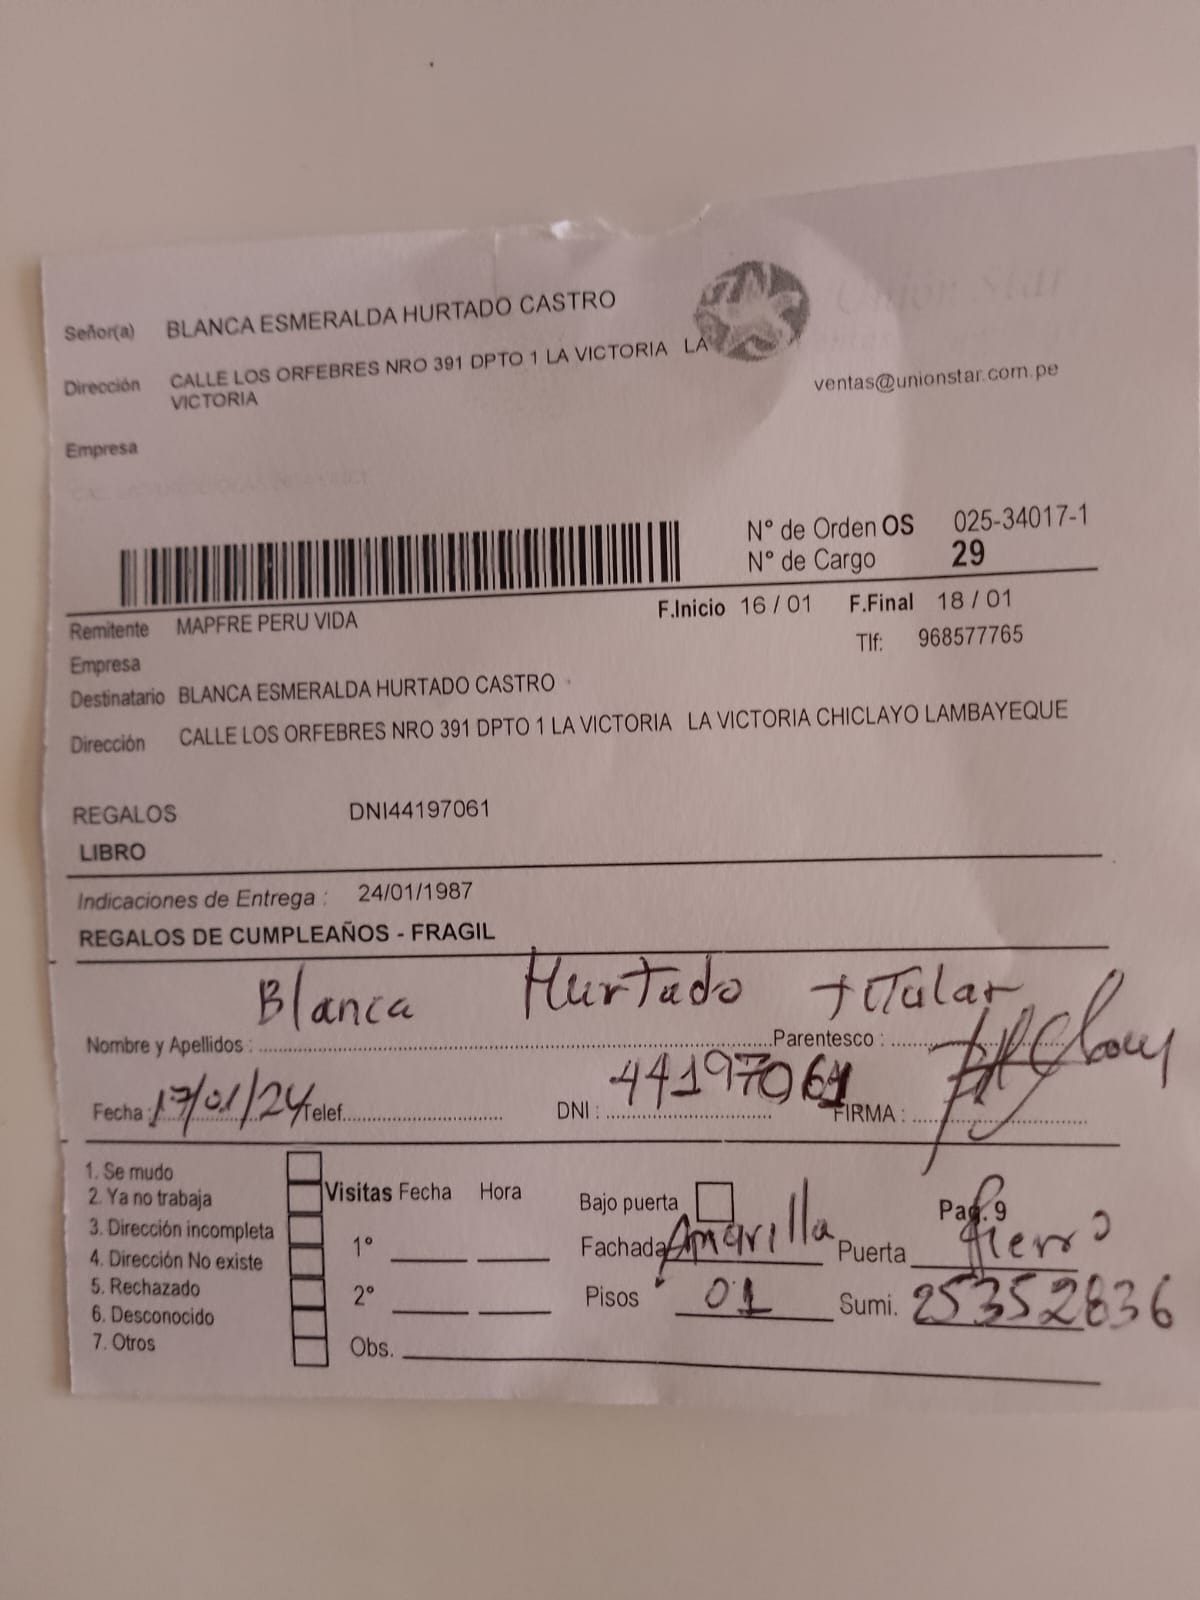 Señor(a) BLANCA ESMERALDA HURTADO CASTRO
Dirección CALLE LOS ORFEBRES NRO 391 DPTO 1 LA VICTORIA LA
VICTORIA
Unión Star
ventas@unionstar.com.pe
Empresa
N° de Orden OS 025-34017-1
N° de Cargo 29
Remitente MAPFRE PERU VIDA F.Inicio 16 / 01 F.Final 18 / 01
Empresa Tlf: 968577765
Destinatario BLANCA ESMERALDA HURTADO CASTRO
Dirección CALLE LOS ORFEBRES NRO 391 DPTO 1 LA VICTORIA LA VICTORIA CHICLAYO LAMBAYEQUE
REGALOS DNI44197061
LIBRO
Indicaciones de Entrega : 24/01/1987
REGALOS DE CUMPLEAÑOS - FRAGIL
Blanca Hurtado titular
Nombre y Apellidos : Parentesco :
Fecha : 17/01/24 Telef. DNI : 44197061 FIRMA :
1. Se mudo
2. Ya no trabaja
3. Dirección incompleta
4. Dirección No existe
5. Rechazado
6. Desconocido
7. Otros
Visitas Fecha Hora
1°
2°
Obs.
Bajo puerta Pag. 9
Fachada Amarilla Puerta fierro
Pisos 01 Sumi. 25352836